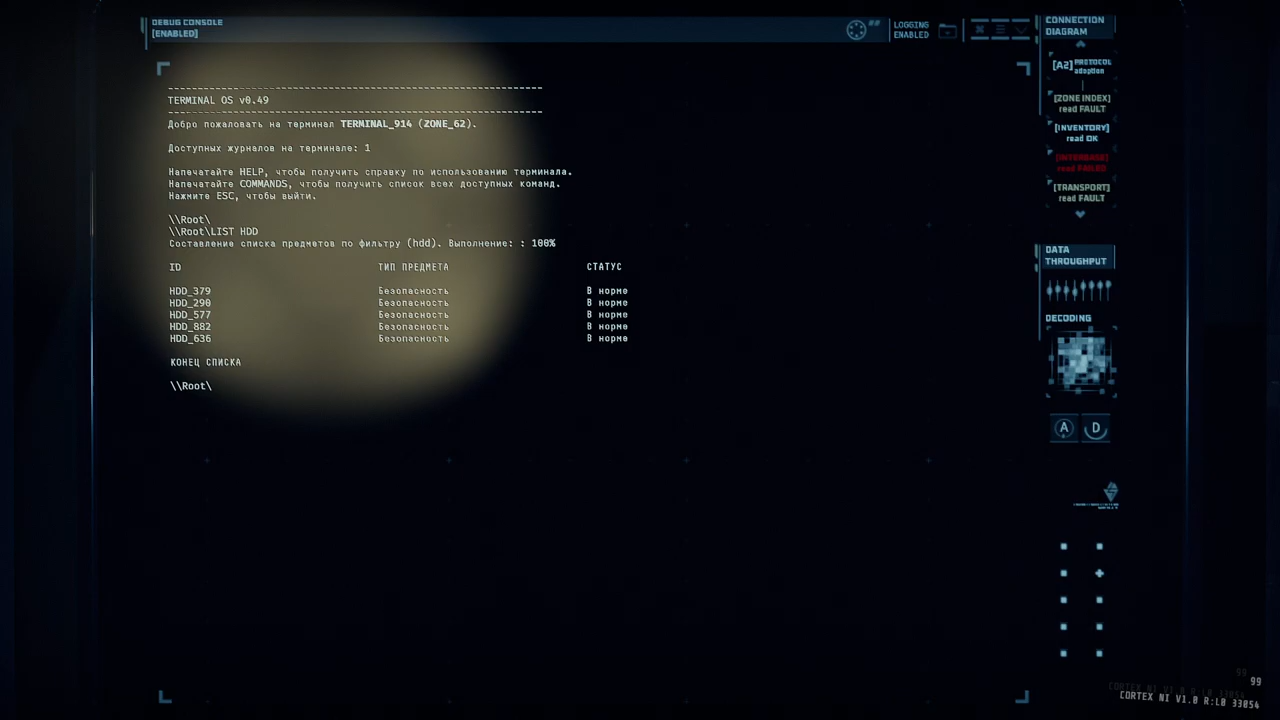 DEBUG CONSOLE
[ENABLED]
LOGGING
ENABLED
TERMINAL OS v0.49
Добро пожаловать на терминал TERMINAL_914 (ZONE_62).
Доступных журналов на терминале: 1
Напечатайте HELP, чтобы получить справку по использованию терминала.
Напечатайте COMMANDS, чтобы получить список всех доступных команд.
Нажмите ESC, чтобы выйти.
\\Root\
\\Root\LIST HDD
Составление списка предметов по фильтру (hdd). Выполнение: : 100%
ID ТИП ПРЕДМЕТА СТАТУС
HDD_379 Безопасность В норме
HDD_290 Безопасность В норме
HDD_577 Безопасность В норме
HDD_882 Безопасность В норме
HDD_636 Безопасность В норме
КОНЕЦ СПИСКА
\\Root\
CONNECTION
DIAGRAM
[A2] PROTOCOL
adoption
[ZONE INDEX]
read FAULT
[INVENTORY]
read OK
[INTERBASE]
read FAILED
[TRANSPORT]
read FAULT
DATA
THROUGHPUT
DECODING
A D
99
CORTEX NI V1.0 R:L0 33054